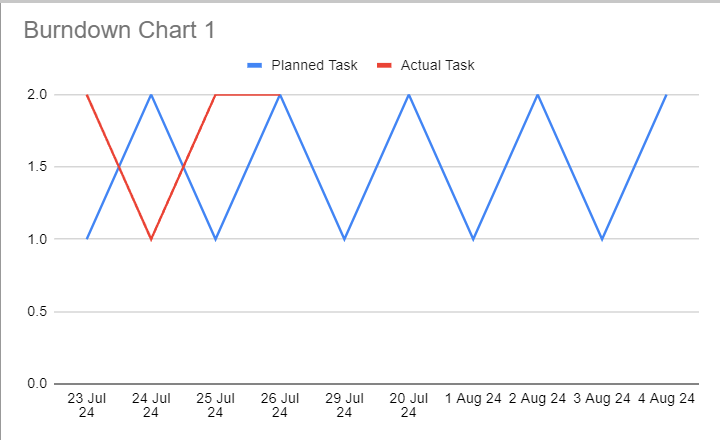 Burndown Chart 1
Planned Task Actual Task
2.0
1.5
1.0
0.5
0.0
23 Jul 24 Jul 25 Jul 26 Jul 29 Jul 20 Jul 1 Aug 24 2 Aug 24 3 Aug 24 4 Aug 24
24 24 24 24 24 24